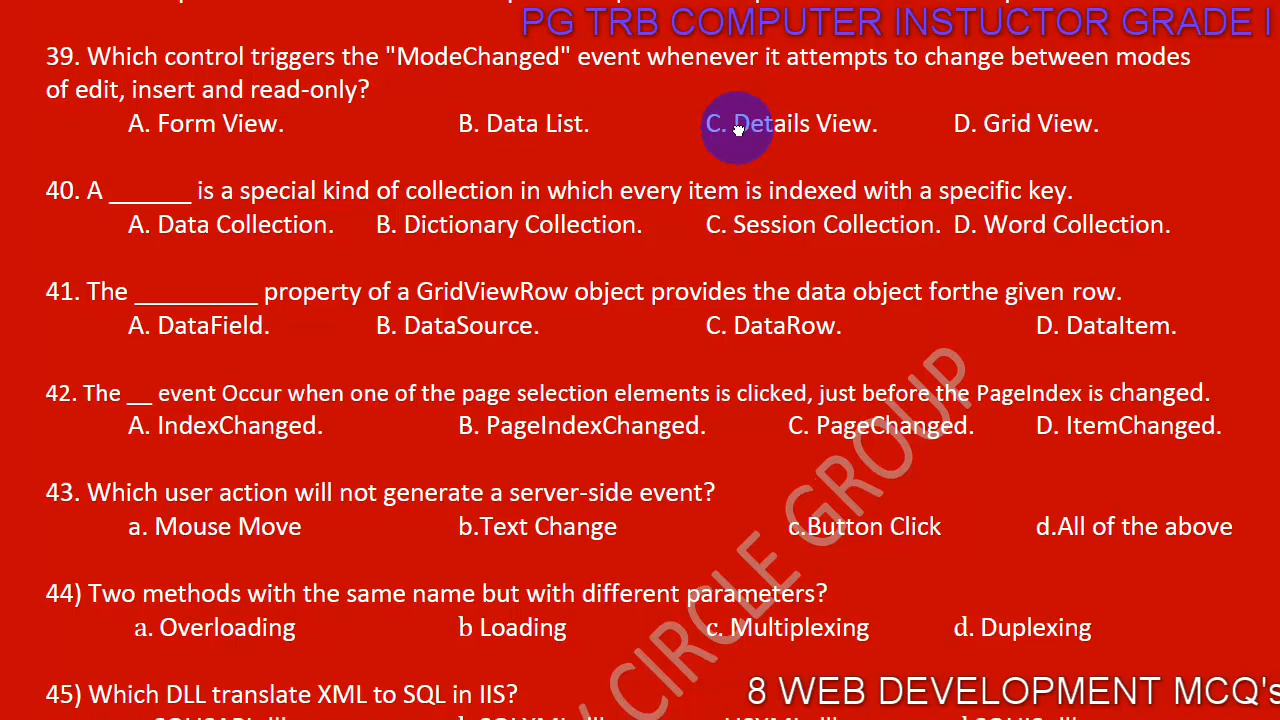 PG TRB COMPUTER INSTUCTOR GRADE I
39. Which control triggers the "ModeChanged" event whenever it attempts to change between modes
of edit, insert and read-only?
A. Form View. B. Data List. C. Details View. D. Grid View.
40. A ______ is a special kind of collection in which every item is indexed with a specific key.
A. Data Collection. B. Dictionary Collection. C. Session Collection. D. Word Collection.
41. The _________ property of a GridViewRow object provides the data object forthe given row.
A. DataField. B. DataSource. C. DataRow. D. DataItem.
42. The __ event Occur when one of the page selection elements is clicked, just before the PageIndex is changed.
A. IndexChanged. B. PageIndexChanged. C. PageChanged. D. ItemChanged.
43. Which user action will not generate a server-side event?
a. Mouse Move b.Text Change c.Button Click d.All of the above
44) Two methods with the same name but with different parameters?
a. Overloading b Loading c. Multiplexing d. Duplexing
45) Which DLL translate XML to SQL in IIS?
8 WEB DEVELOPMENT MCQ's
CIRCLE GROUP